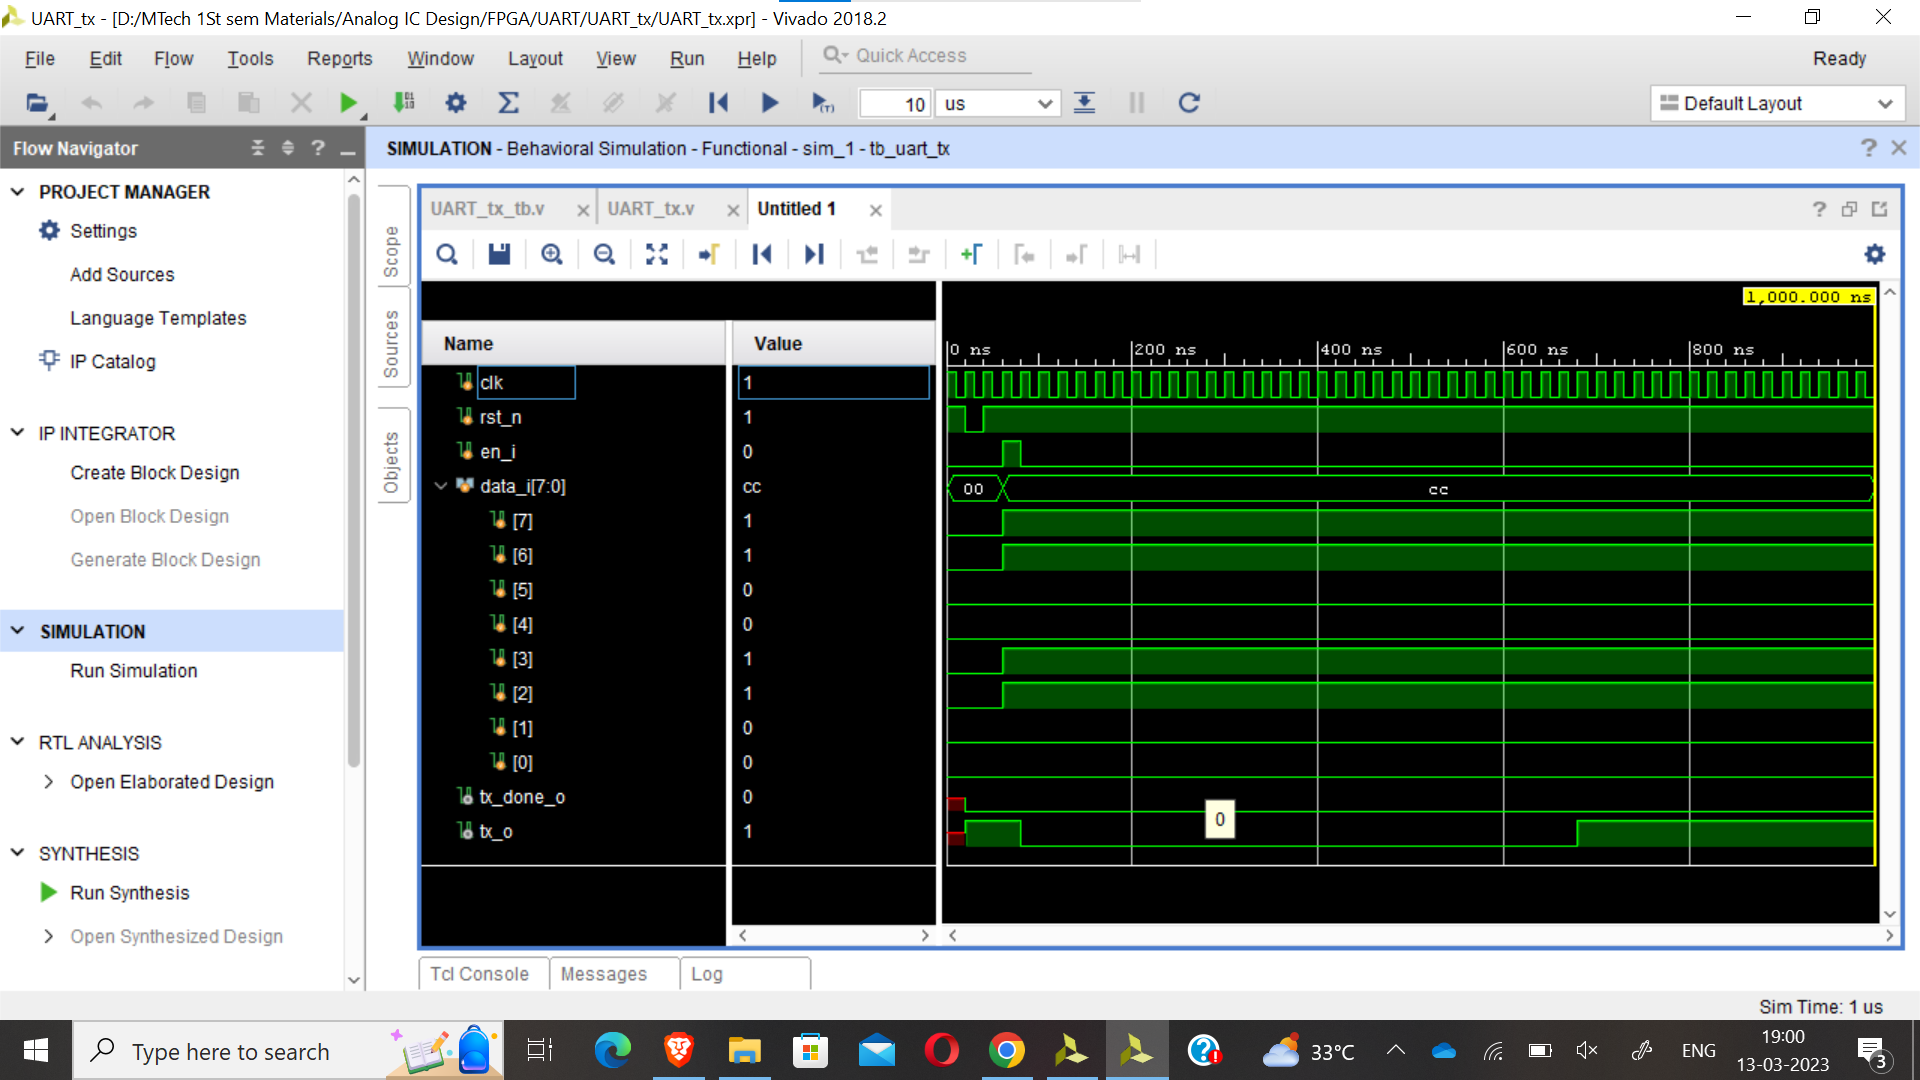 UART_tx - [D:/MTech 1St sem Materials/Analog IC Design/FPGA/UART/UART_tx/UART_tx.xpr] - Vivado 2018.2
File Edit Flow Tools Reports Window Layout View Run Help Quick Access Ready
10 us Default Layout
Flow Navigator
SIMULATION - Behavioral Simulation - Functional - sim_1 - tb_uart_tx
PROJECT MANAGER
Settings
Add Sources
Language Templates
IP Catalog
IP INTEGRATOR
Create Block Design
Open Block Design
Generate Block Design
SIMULATION
Run Simulation
RTL ANALYSIS
Open Elaborated Design
SYNTHESIS
Run Synthesis
Open Synthesized Design
Scope
Sources
Objects
UART_tx_tb.v UART_tx.v Untitled 1
1,000.000 ns
Name Value
0 ns 200 ns 400 ns 600 ns 800 ns
clk 1
rst_n 1
en_i 0
data_i[7:0] cc 00 cc
[7] 1
[6] 1
[5] 0
[4] 0
[3] 1
[2] 1
[1] 0
[0] 0
tx_done_o 0
0
tx_o 1
Tcl Console Messages Log
Sim Time: 1 us
Type here to search
33°C ENG
19:00
13-03-2023
3